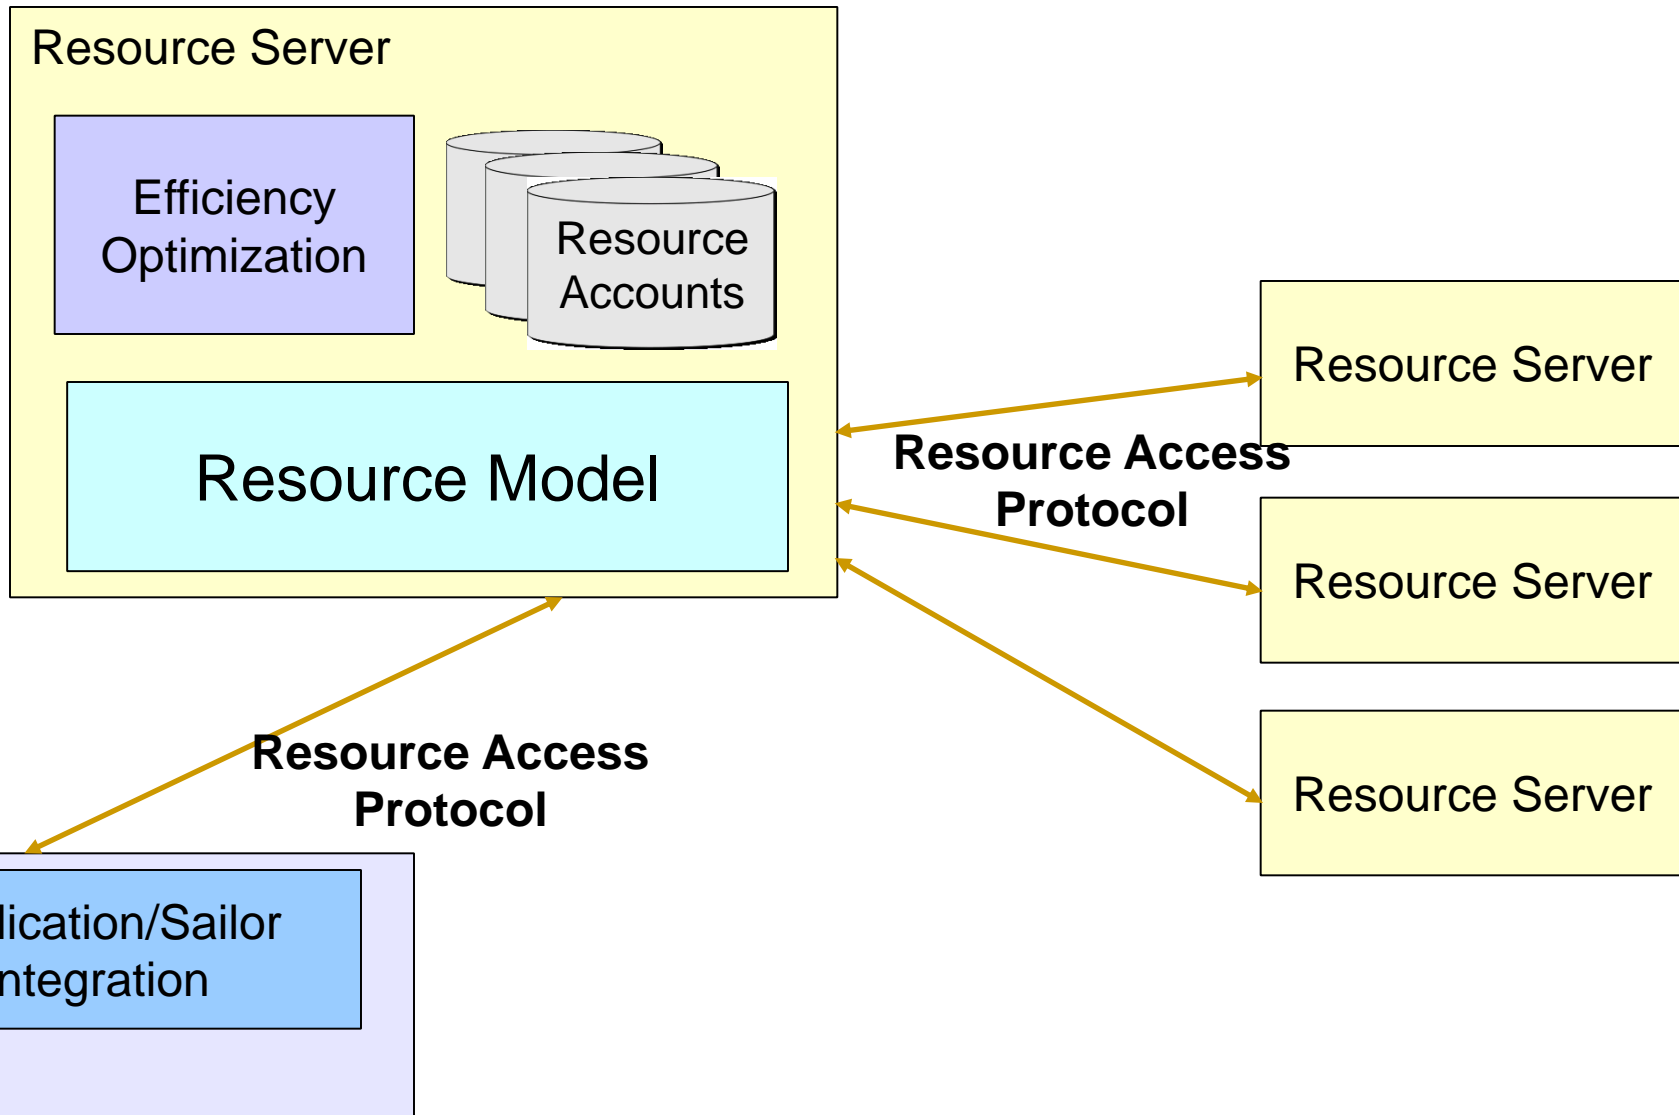 Resource Server
Efficiency
Optimization
Resource
Accounts
Resource Model
Resource Access
Protocol
Resource Server
Resource Server
Resource Server
Resource Access
Protocol
lication/Sailor
ntegration